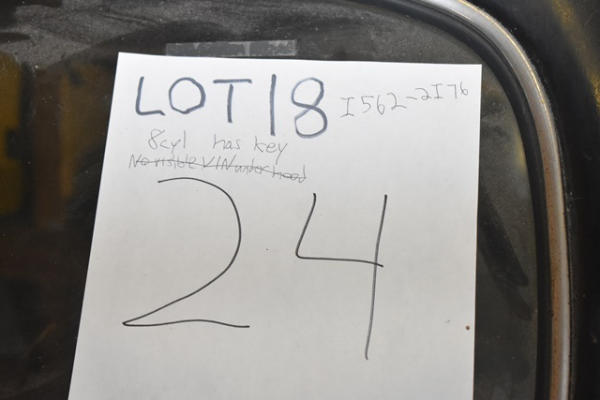 LOT 18 I562-2I76
8cyl has key
No visible VIN under hood
24